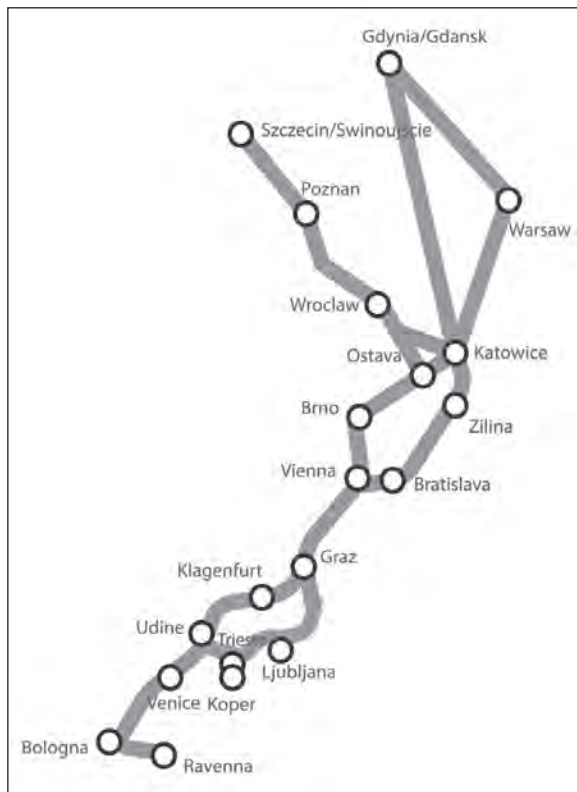 Gdynia/Gdansk
Szczecin/Swinoujscie
Poznan
Warsaw
Wroclaw
Ostava
Katowice
Brno
Zilina
Vienna
Bratislava
Graz
Klagenfurt
Udine
Trieste
Ljubljana
Venice
Koper
Bologna
Ravenna